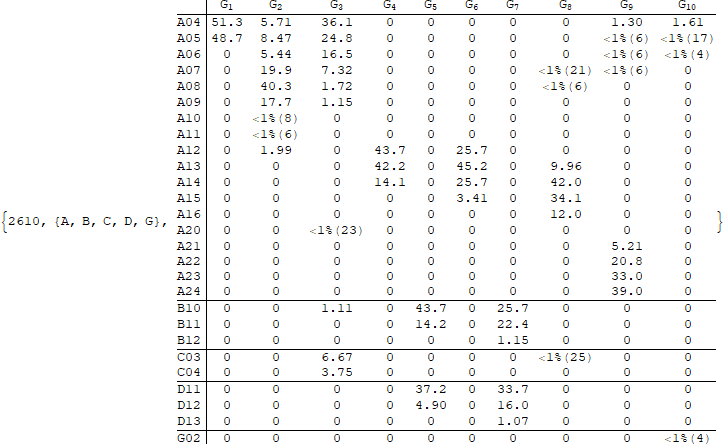 {2610, {A, B, C, D, G},
G₁ G₂ G₃ G₄ G₅ G₆ G₇ G₈ G₉ G₁₀
A04 51.3 5.71 36.1 0 0 0 0 0 1.30 1.61
A05 48.7 8.47 24.8 0 0 0 0 0 <1%(6) <1%(17)
A06 0 5.44 16.5 0 0 0 0 0 <1%(6) <1%(4)
A07 0 19.9 7.32 0 0 0 0 <1%(21) <1%(6) 0
A08 0 40.3 1.72 0 0 0 0 <1%(6) 0 0
A09 0 17.7 1.15 0 0 0 0 0 0 0
A10 0 <1%(8) 0 0 0 0 0 0 0 0
A11 0 <1%(6) 0 0 0 0 0 0 0 0
A12 0 1.99 0 43.7 0 25.7 0 0 0 0
A13 0 0 0 42.2 0 45.2 0 9.96 0 0
A14 0 0 0 14.1 0 25.7 0 42.0 0 0
A15 0 0 0 0 0 3.41 0 34.1 0 0
A16 0 0 0 0 0 0 0 12.0 0 0
A20 0 0 <1%(23) 0 0 0 0 0 0 0
A21 0 0 0 0 0 0 0 0 5.21 0
A22 0 0 0 0 0 0 0 0 20.8 0
A23 0 0 0 0 0 0 0 0 33.0 0
A24 0 0 0 0 0 0 0 0 39.0 0
B10 0 0 1.11 0 43.7 0 25.7 0 0 0
B11 0 0 0 0 14.2 0 22.4 0 0 0
B12 0 0 0 0 0 0 1.15 0 0 0
C03 0 0 6.67 0 0 0 0 <1%(25) 0 0
C04 0 0 3.75 0 0 0 0 0 0 0
D11 0 0 0 0 37.2 0 33.7 0 0 0
D12 0 0 0 0 4.90 0 16.0 0 0 0
D13 0 0 0 0 0 0 1.07 0 0 0
G02 0 0 0 0 0 0 0 0 0 <1%(4)
}